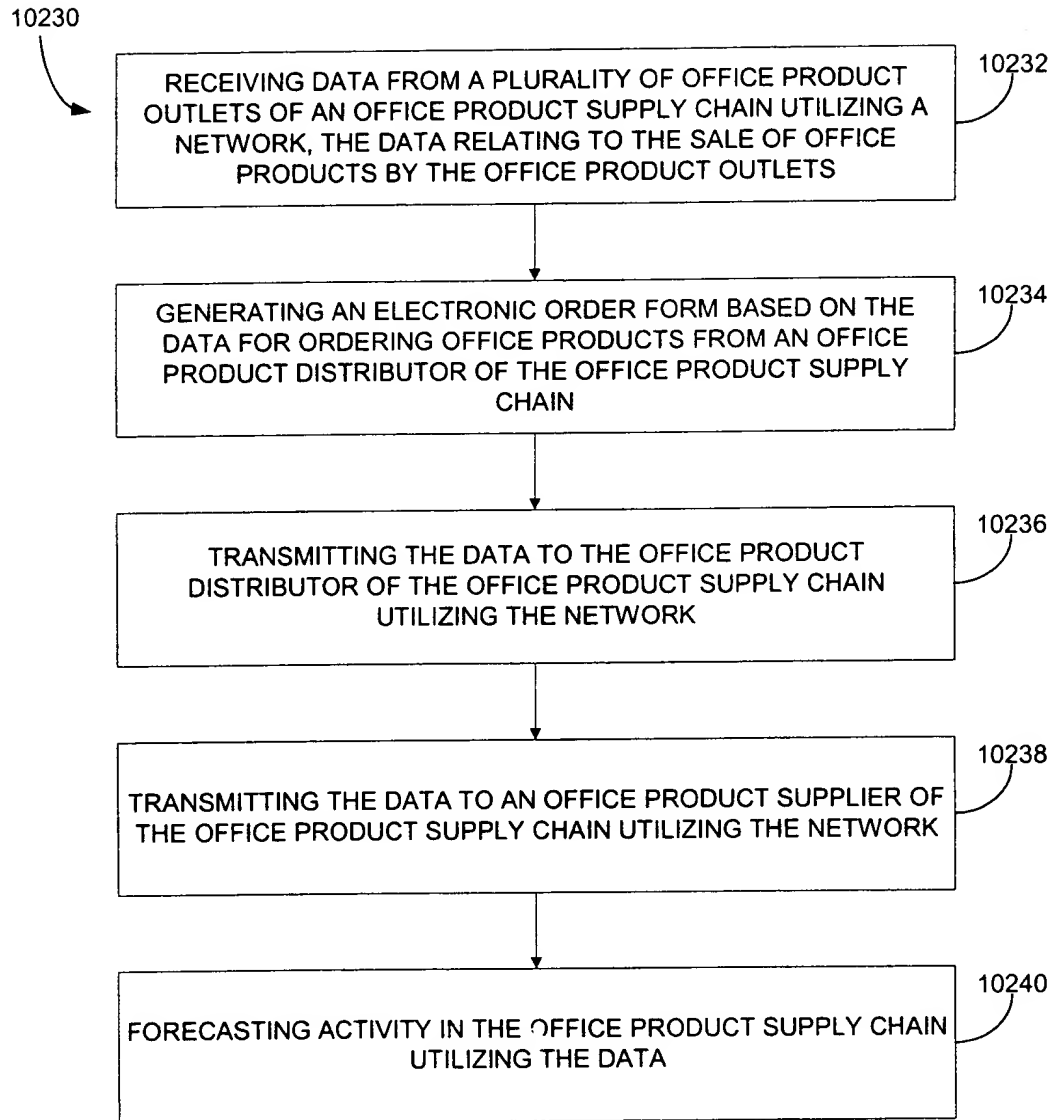 10230
RECEIVING DATA FROM A PLURALITY OF OFFICE PRODUCT
OUTLETS OF AN OFFICE PRODUCT SUPPLY CHAIN UTILIZING A
NETWORK, THE DATA RELATING TO THE SALE OF OFFICE
PRODUCTS BY THE OFFICE PRODUCT OUTLETS
10232
GENERATING AN ELECTRONIC ORDER FORM BASED ON THE
DATA FOR ORDERING OFFICE PRODUCTS FROM AN OFFICE
PRODUCT DISTRIBUTOR OF THE OFFICE PRODUCT SUPPLY
CHAIN
10234
TRANSMITTING THE DATA TO THE OFFICE PRODUCT
DISTRIBUTOR OF THE OFFICE PRODUCT SUPPLY CHAIN
UTILIZING THE NETWORK
10236
TRANSMITTING THE DATA TO AN OFFICE PRODUCT SUPPLIER OF
THE OFFICE PRODUCT SUPPLY CHAIN UTILIZING THE NETWORK
10238
FORECASTING ACTIVITY IN THE OFFICE PRODUCT SUPPLY CHAIN
UTILIZING THE DATA
10240